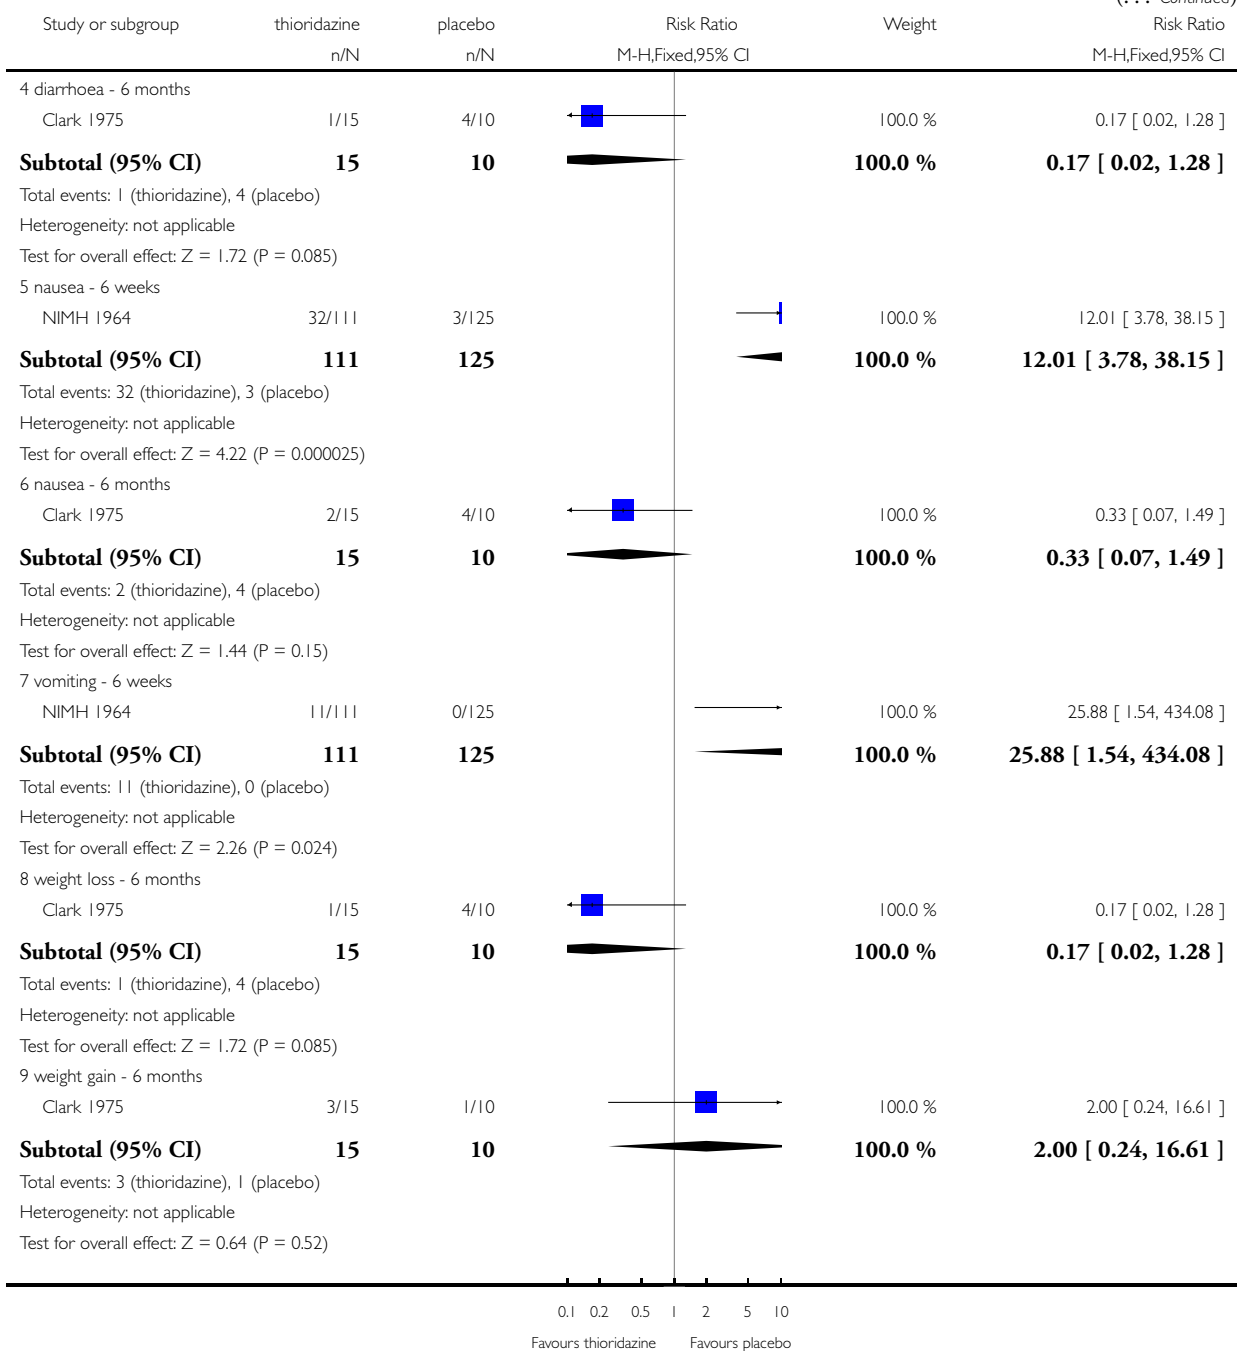 (... Continued)
Study or subgroup thioridazine placebo Risk Ratio Weight Risk Ratio
n/N n/N M-H,Fixed,95% CI M-H,Fixed,95% CI
4 diarrhoea - 6 months
Clark 1975 1/15 4/10 100.0 % 0.17 [ 0.02, 1.28 ]
Subtotal (95% CI) 15 10 100.0 % 0.17 [ 0.02, 1.28 ]
Total events: 1 (thioridazine), 4 (placebo)
Heterogeneity: not applicable
Test for overall effect: Z = 1.72 (P = 0.085)
5 nausea - 6 weeks
NIMH 1964 32/111 3/125 100.0 % 12.01 [ 3.78, 38.15 ]
Subtotal (95% CI) 111 125 100.0 % 12.01 [ 3.78, 38.15 ]
Total events: 32 (thioridazine), 3 (placebo)
Heterogeneity: not applicable
Test for overall effect: Z = 4.22 (P = 0.000025)
6 nausea - 6 months
Clark 1975 2/15 4/10 100.0 % 0.33 [ 0.07, 1.49 ]
Subtotal (95% CI) 15 10 100.0 % 0.33 [ 0.07, 1.49 ]
Total events: 2 (thioridazine), 4 (placebo)
Heterogeneity: not applicable
Test for overall effect: Z = 1.44 (P = 0.15)
7 vomiting - 6 weeks
NIMH 1964 11/111 0/125 100.0 % 25.88 [ 1.54, 434.08 ]
Subtotal (95% CI) 111 125 100.0 % 25.88 [ 1.54, 434.08 ]
Total events: 11 (thioridazine), 0 (placebo)
Heterogeneity: not applicable
Test for overall effect: Z = 2.26 (P = 0.024)
8 weight loss - 6 months
Clark 1975 1/15 4/10 100.0 % 0.17 [ 0.02, 1.28 ]
Subtotal (95% CI) 15 10 100.0 % 0.17 [ 0.02, 1.28 ]
Total events: 1 (thioridazine), 4 (placebo)
Heterogeneity: not applicable
Test for overall effect: Z = 1.72 (P = 0.085)
9 weight gain - 6 months
Clark 1975 3/15 1/10 100.0 % 2.00 [ 0.24, 16.61 ]
Subtotal (95% CI) 15 10 100.0 % 2.00 [ 0.24, 16.61 ]
Total events: 3 (thioridazine), 1 (placebo)
Heterogeneity: not applicable
Test for overall effect: Z = 0.64 (P = 0.52)
0.1 0.2 0.5 1 2 5 10
Favours thioridazine Favours placebo